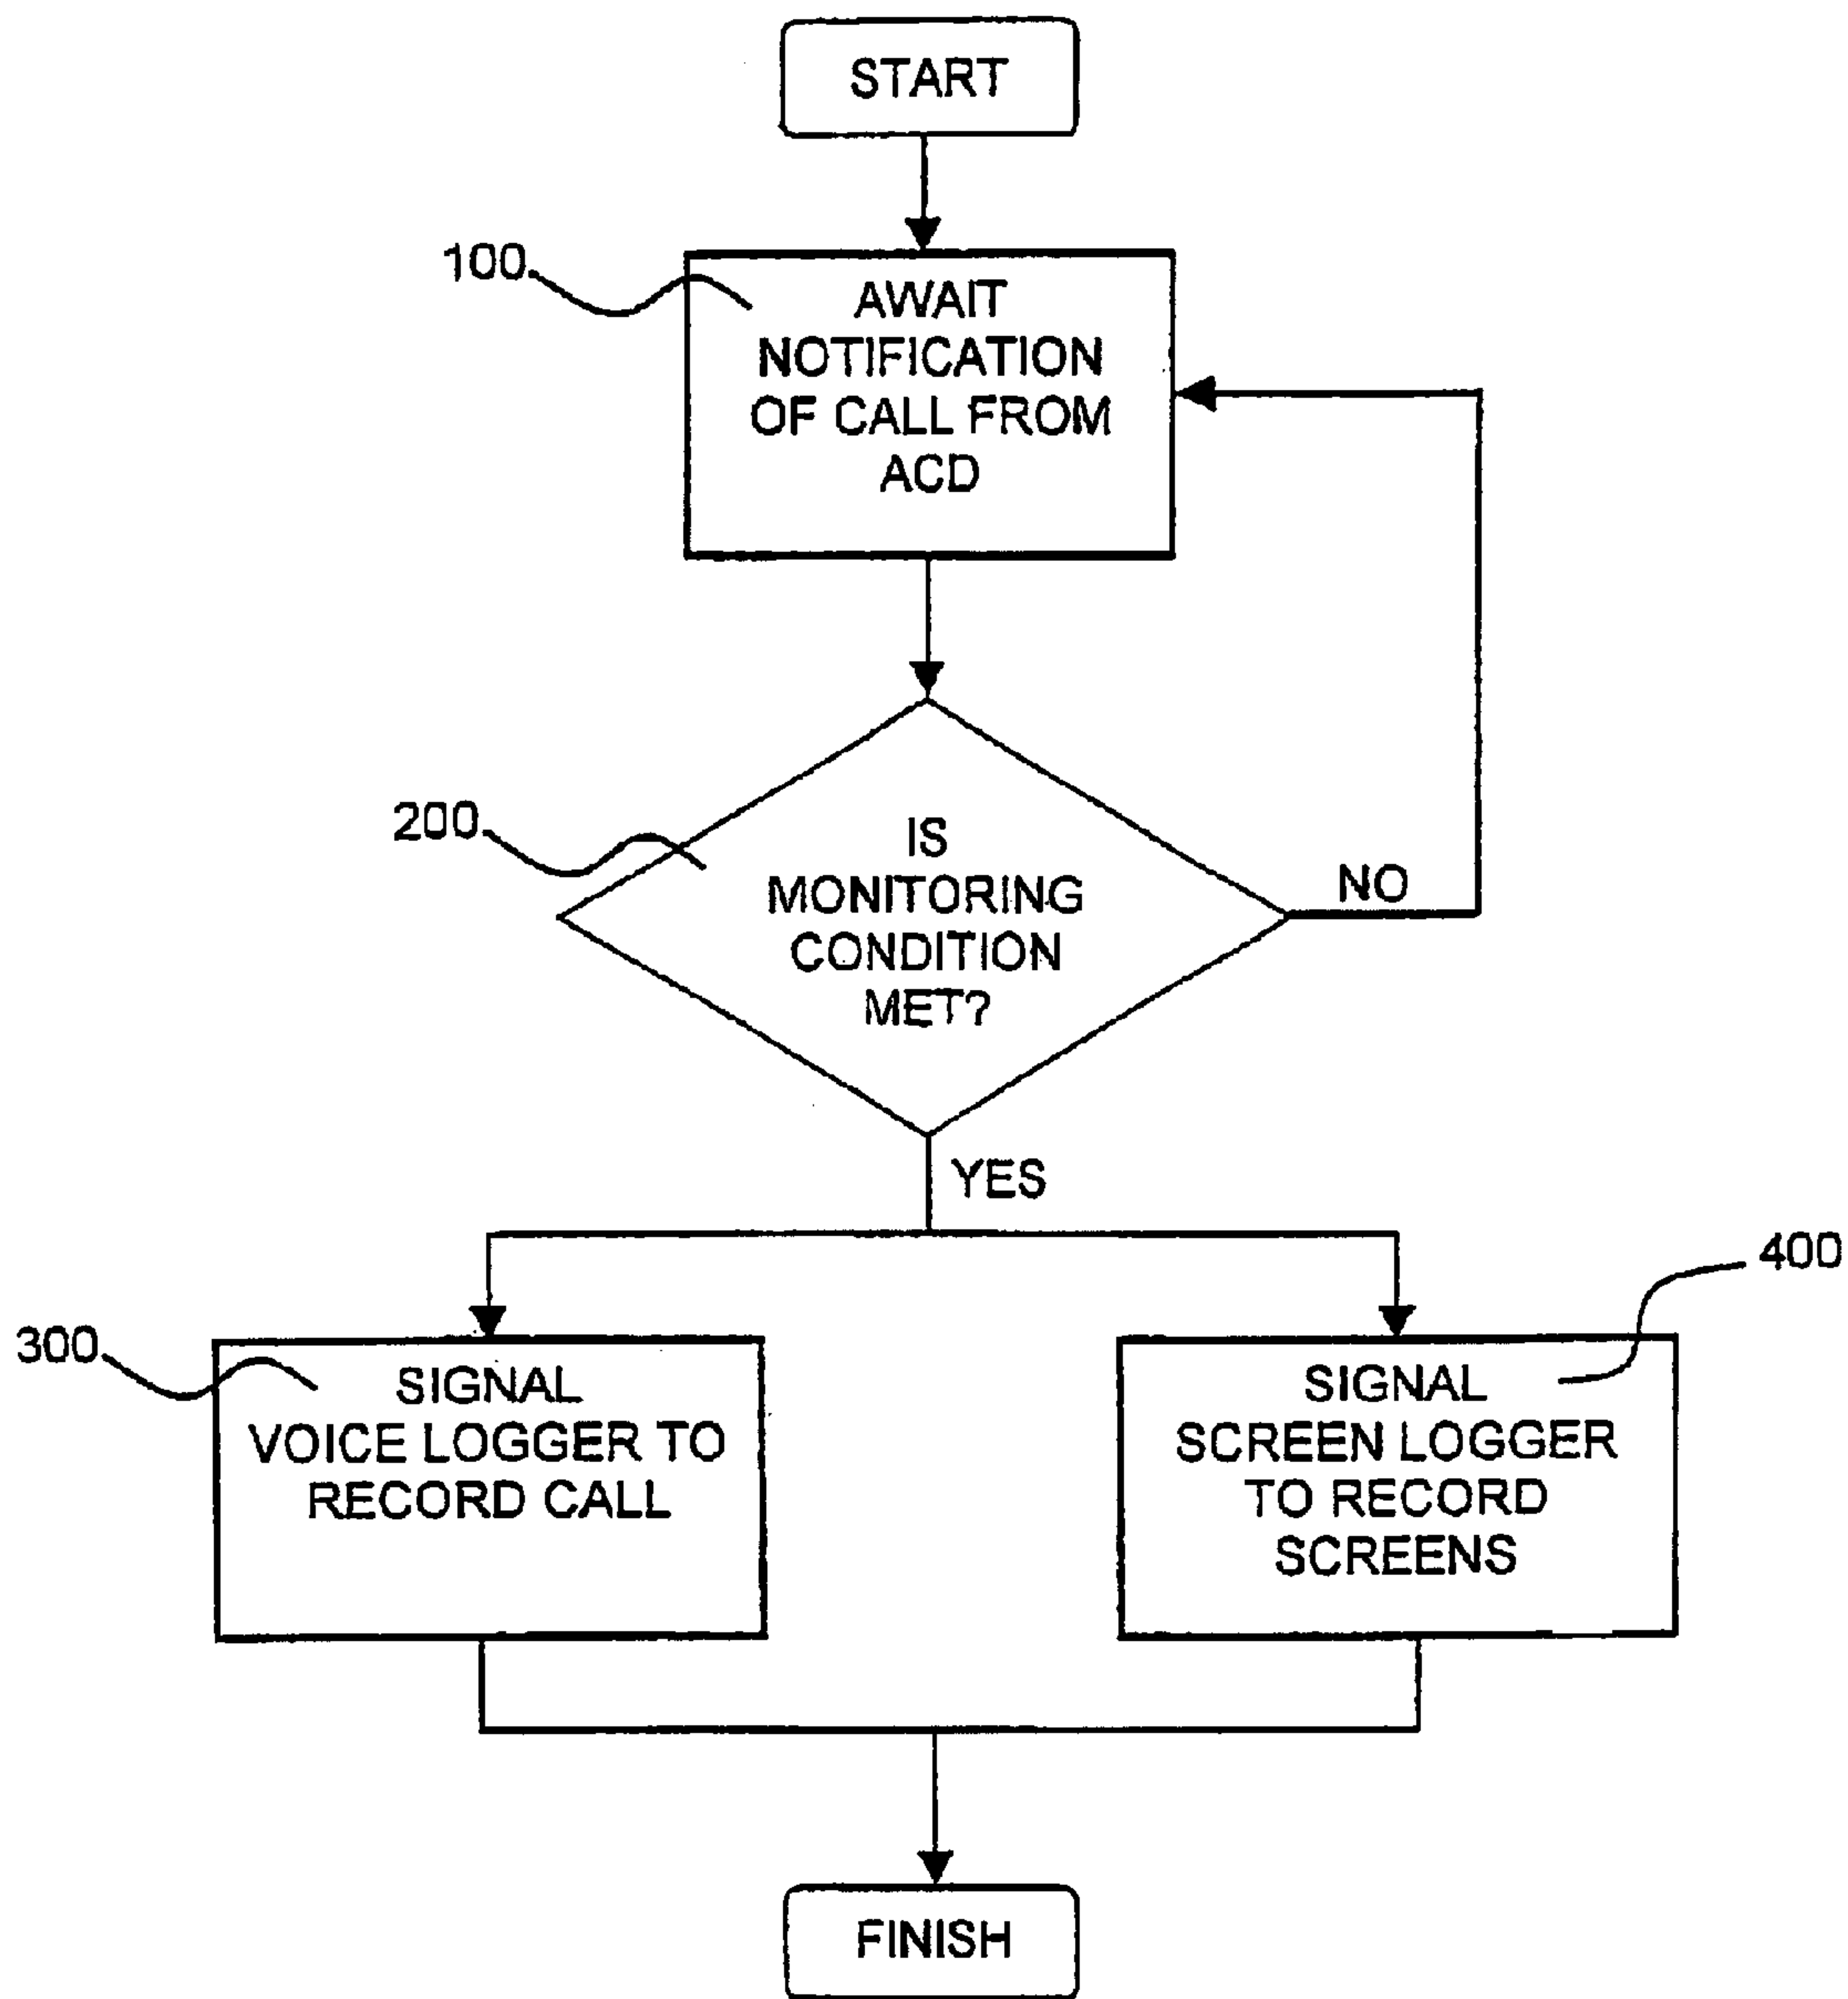 START
100
AWAIT
NOTIFICATION
OF CALL FROM
ACD
200
IS
MONITORING
CONDITION
MET?
NO
YES
300
SIGNAL
VOICE LOGGER TO
RECORD CALL
400
SIGNAL
SCREEN LOGGER
TO RECORD
SCREENS
FINISH